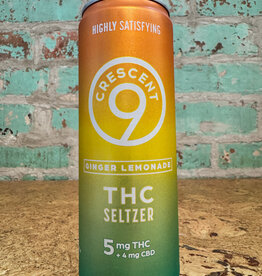 HIGHLY SATISFYING
CRESCENT
9
GINGER LEMONADE
THC
SELTZER
5 mg THC
+ 4 mg CBD